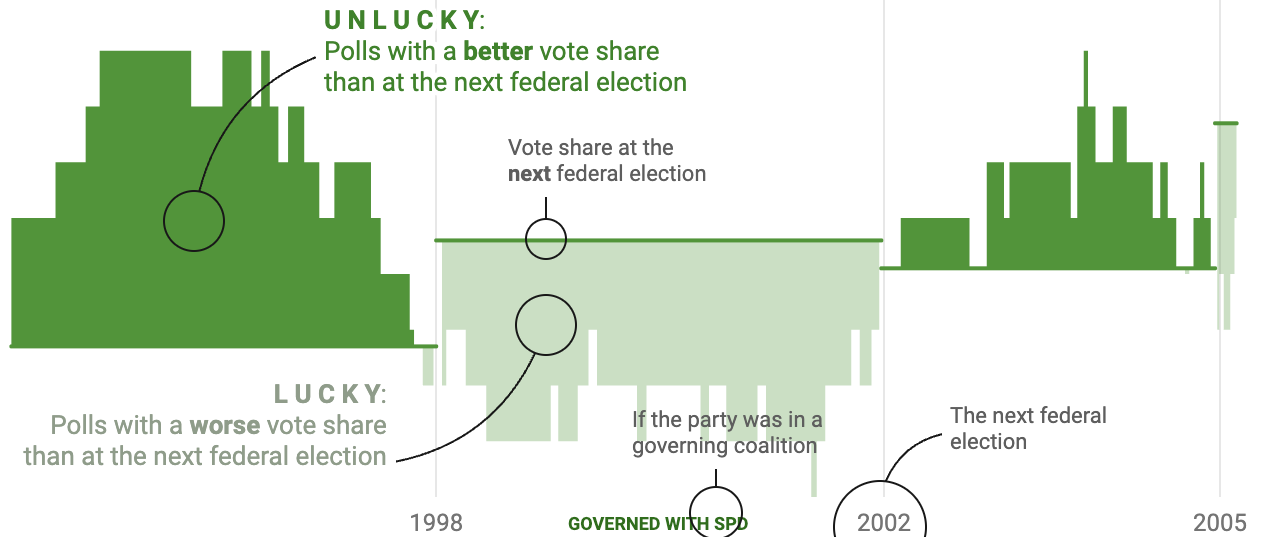 UNLUCKY:
Polls with a better vote share
than at the next federal election
Vote share at the
next federal election
LUCKY:
Polls with a worse vote share
than at the next federal election
If the party was in a
governing coalition
The next federal
election
1998
GOVERNED WITH SPD
2002
2005